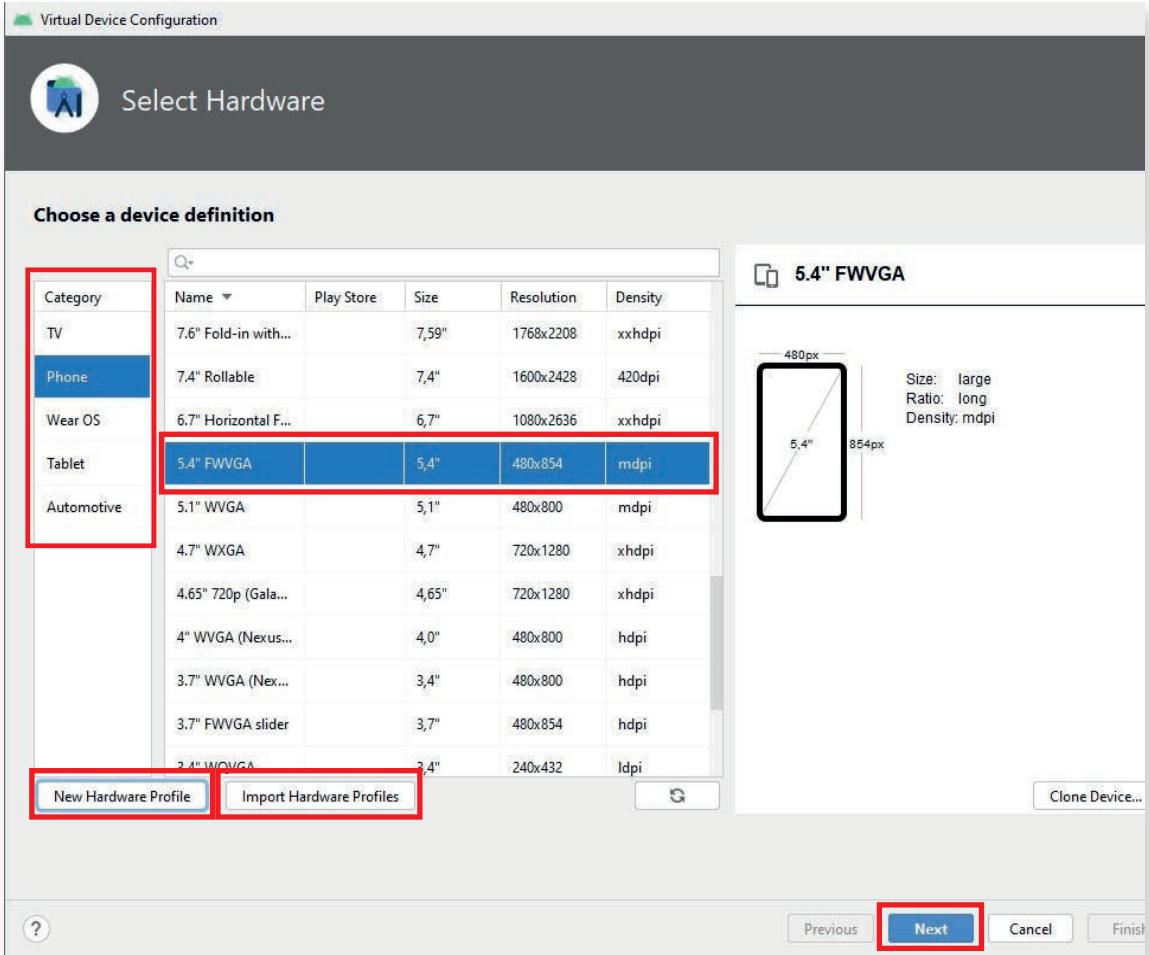 Virtual Device Configuration
Select Hardware
Choose a device definition
Category
TV
Phone
Wear OS
Tablet
Automotive
Name Play Store Size Resolution Density
7.6" Fold-in with... 7,59" 1768x2208 xxhdpi
7.4" Rollable 7,4" 1600x2428 420dpi
6.7" Horizontal F... 6,7" 1080x2636 xxhdpi
5.4" FWVGA 5,4" 480x854 mdpi
5.1" WVGA 5,1" 480x800 mdpi
4.7" WXGA 4,7" 720x1280 xhdpi
4.65" 720p (Gala... 4,65" 720x1280 xhdpi
4" WVGA (Nexus... 4,0" 480x800 hdpi
3.7" WVGA (Nex... 3,4" 480x800 hdpi
3.7" FWVGA slider 3,7" 480x854 hdpi
3.4" WQVGA 3,4" 240x432 ldpi
5.4" FWVGA
480px
Size: large
Ratio: long
Density: mdpi
5,4"
854px
New Hardware Profile
Import Hardware Profiles
Clone Device...
?
Previous
Next
Cancel
Finish